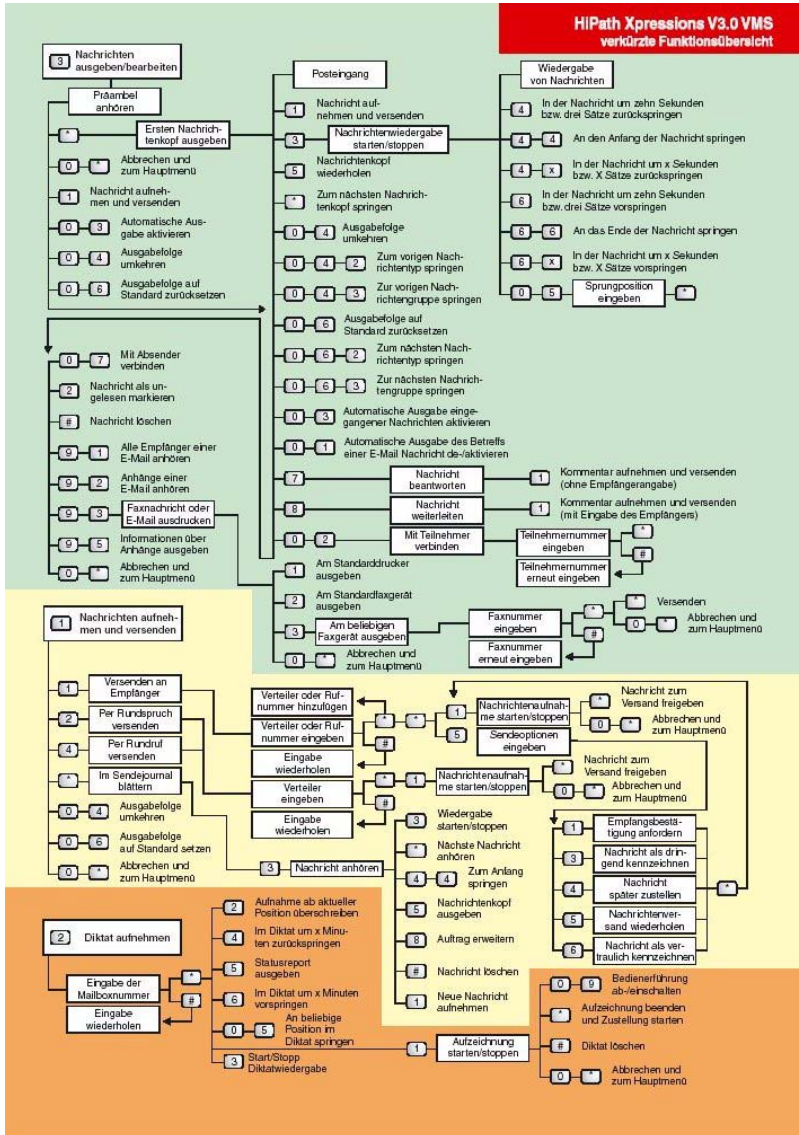 HiPath Xpressions V3.0 VMS
verkürzte Funktionsübersicht
3 Nachrichten
ausgeben/bearbeiten
Präambel
anhören
* Ersten Nachrich-
tenkopf ausgeben
0 * Abbrechen und
zum Hauptmenü
1 Nachricht aufneh-
men und versenden
0 3 Automatische Aus-
gabe aktivieren
0 4 Ausgabefolge
umkehren
0 6 Ausgabefolge auf
Standard zurücksetzen
Posteingang
1 Nachricht auf-
nehmen und versenden
3 Nachrichtenwiedergabe
starten/stoppen
5 Nachrichtenkopf
wiederholen
* Zum nächsten Nachrich-
tenkopf springen
0 4 Ausgabefolge
umkehren
0 4 2 Zum vorigen Nach-
richtentyp springen
0 4 3 Zur vorigen Nach-
richtengruppe springen
0 6 Ausgabefolge auf
Standard zurücksetzen
0 6 2 Zum nächsten Nach-
richtentyp springen
0 6 3 Zur nächsten Nachrich-
tengruppe springen
0 3 Automatische Ausgabe einge-
gangener Nachrichten aktivieren
0 1 Automatische Ausgabe des Betreffs
einer E-Mail Nachricht de-/aktivieren
7 Nachricht
beantworten
1 Kommentar aufnehmen und versenden
(ohne Empfängerangabe)
8 Nachricht
weiterleiten
1 Kommentar aufnehmen und versenden
(mit Eingabe des Empfängers)
0 2 Mit Teilnehmer
verbinden
Teilnehmernummer
eingeben
*
#
Teilnehmernummer
erneut eingeben
Wiedergabe
von Nachrichten
4 In der Nachricht um zehn Sekunden
bzw. drei Sätze zurückspringen
4 4 An den Anfang der Nachricht springen
4 x In der Nachricht um x Sekunden
bzw. X Sätze zurückspringen
6 In der Nachricht um zehn Sekunden
bzw. drei Sätze vorspringen
6 6 An das Ende der Nachricht springen
6 x In der Nachricht um x Sekunden
bzw. X Sätze vorspringen
0 5 Sprungposition
eingeben
*
0 7 Mit Absender
verbinden
2 Nachricht als un-
gelesen markieren
# Nachricht löschen
9 1 Alle Empfänger einer
E-Mail anhören
9 2 Anhänge einer
E-Mail anhören
9 3 Faxnachricht oder
E-Mail ausdrucken
9 5 Informationen über
Anhänge ausgeben
0 * Abbrechen und
zum Hauptmenü
1 Am Standarddrucker
ausgeben
2 Am Standardfaxgerät
ausgeben
3 Am beliebigen
Faxgerät ausgeben
0 * Abbrechen und
zum Hauptmenü
Faxnummer
eingeben
*
#
Faxnummer
erneut eingeben
* Versenden
0 * Abbrechen und
zum Hauptmenü
1 Nachrichten aufneh-
men und versenden
1 Versenden an
Empfänger
2 Per Rundspruch
versenden
4 Per Rundruf
versenden
* Im Sendejournal
blättern
0 4 Ausgabefolge
umkehren
0 6 Ausgabefolge
auf Standard setzen
0 * Abbrechen und
zum Hauptmenü
Verteiler oder Ruf-
nummer hinzufügen
Verteiler oder Ruf-
nummer eingeben
*
#
*
Eingabe
wiederholen
Verteiler
eingeben
*
#
Eingabe
wiederholen
1 Nachrichtenaufnah-
me starten/stoppen
5 Sendeoptionen
eingeben
* Nachricht zum
Versand freigeben
0 * Abbrechen und
zum Hauptmenü
1 Nachrichtenaufnah-
me starten/stoppen
* Nachricht zum
Versand freigeben
0 * Abbrechen und
zum Hauptmenü
3 Nachricht anhören
3 Wiedergabe
starten/stoppen
* Nächste Nachricht
anhören
4 4 Zum Anfang
springen
5 Nachrichtenkopf
ausgeben
8 Auftrag erweitern
# Nachricht löschen
1 Neue Nachricht
aufnehmen
1 Empfangsbestä-
tigung anfordern
3 Nachricht als drin-
gend kennzeichnen
4 Nachricht
später zustellen
5 Nachrichtenver-
sand wiederholen
6 Nachricht als ver-
traulich kennzeichnen
*
2 Diktat aufnehmen
Eingabe der
Mailboxnummer
*
#
Eingabe
wiederholen
2 Aufnahme ab aktueller
Position überschreiben
4 Im Diktat um x Minu-
ten zurückspringen
5 Statusreport
ausgeben
6 Im Diktat um x Minuten
vorspringen
0 5 An beliebige
Position im
Diktat springen
3 Start/Stopp
Diktatwiedergabe
1 Aufzeichnung
starten/stoppen
0 9 Bedienerführung
ab-/einschalten
* Aufzeichnung beenden
und Zustellung starten
# Diktat löschen
0 * Abbrechen und
zum Hauptmenü